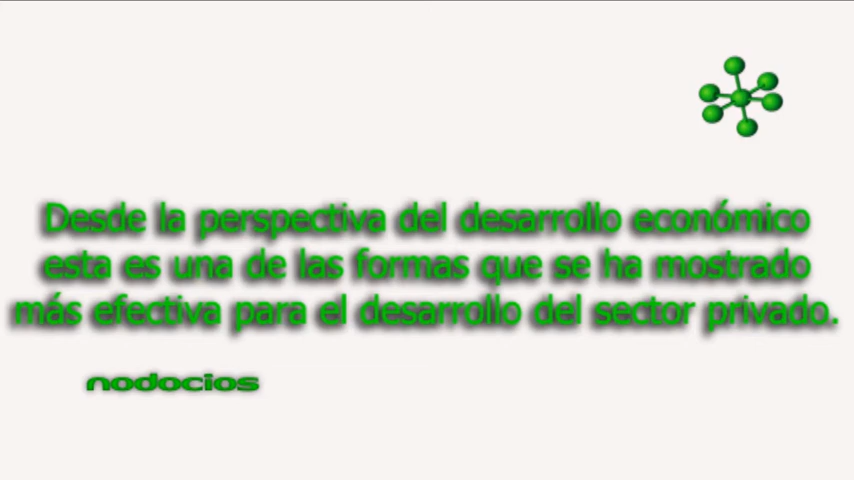 Desde la perspectiva del desarrollo económico
esta es una de las formas que se ha mostrado
más efectiva para el desarrollo del sector privado.
nodocios